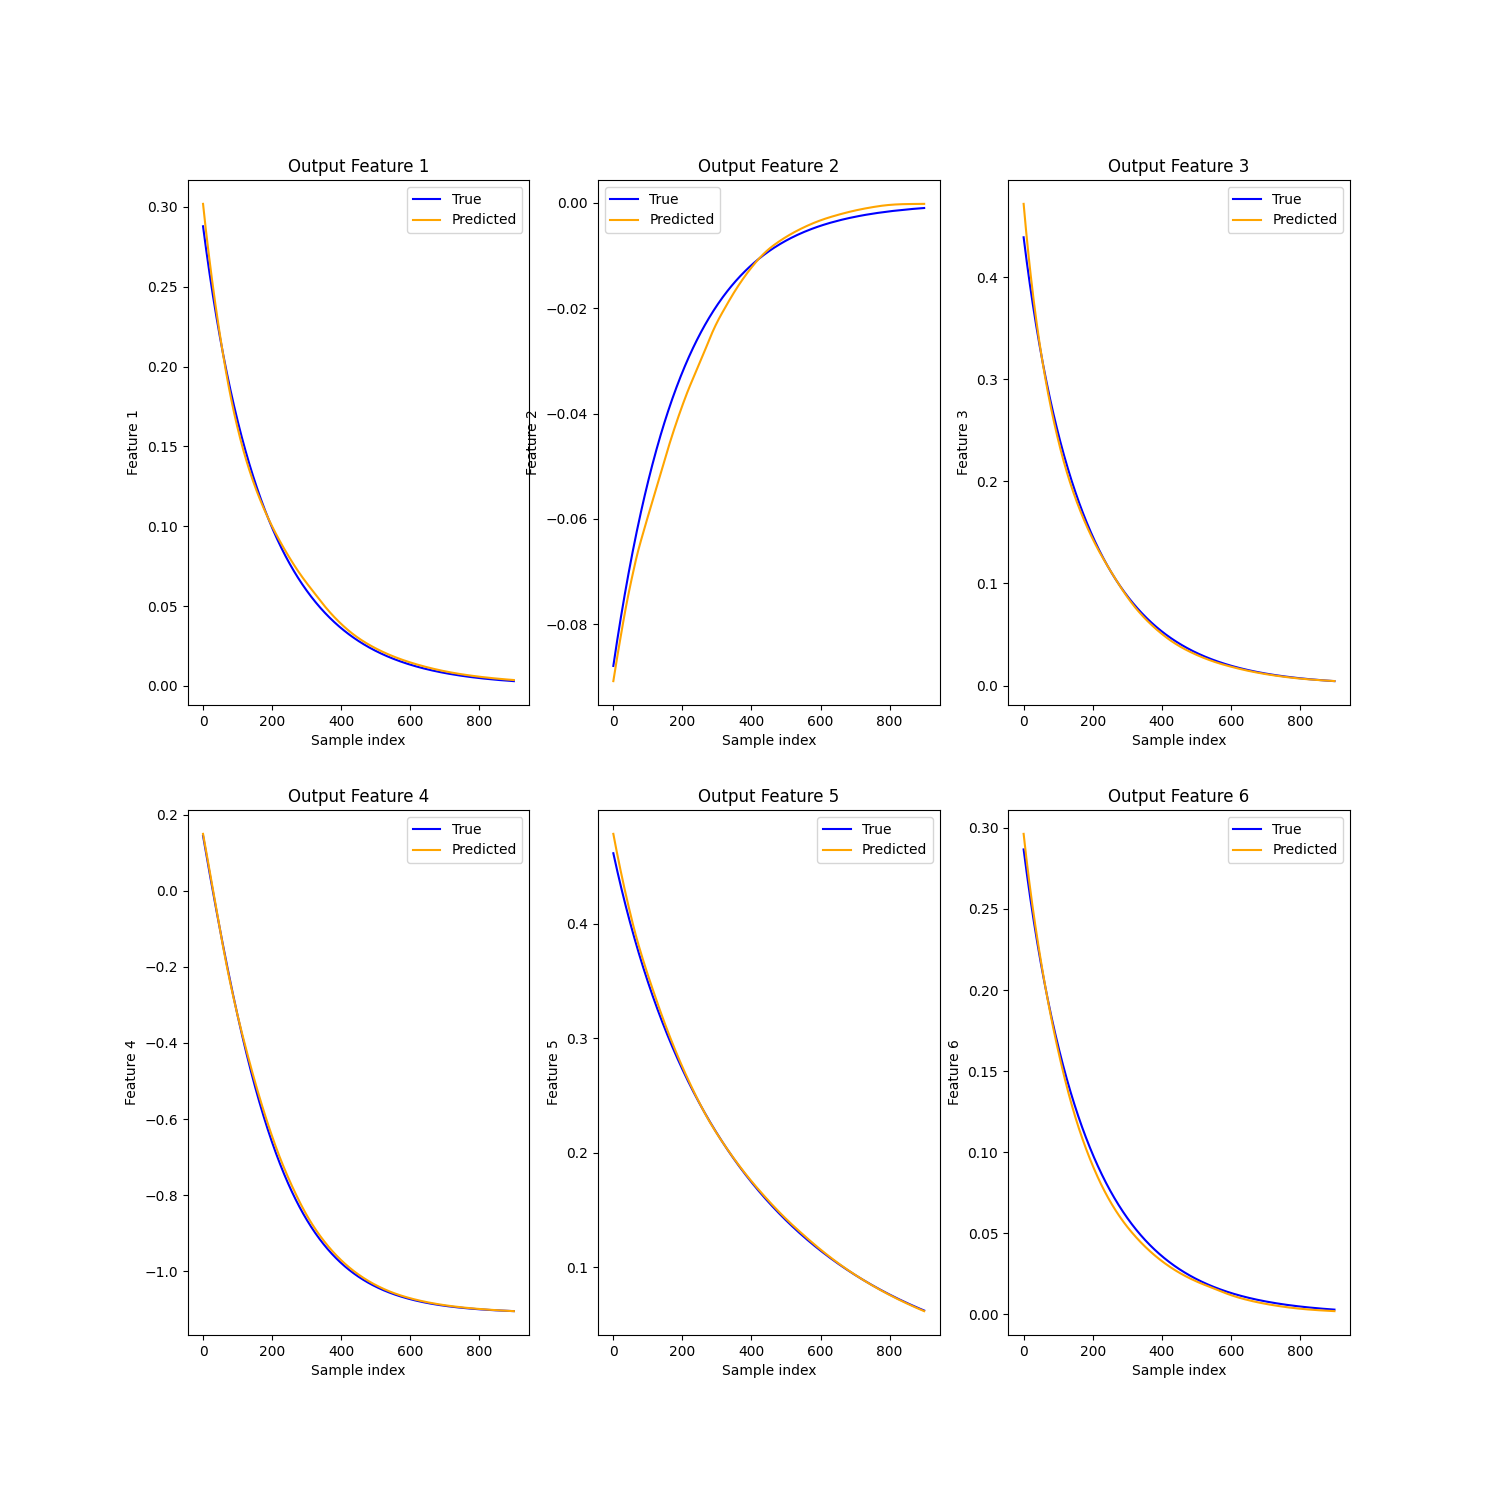 Output Feature 1
0.30
0.25
0.20
0.15
0.10
0.05
0.00
Feature 1
0 200 400 600 800
Sample index
True
Predicted
Output Feature 2
0.00
−0.02
−0.04
−0.06
−0.08
Feature 2
0 200 400 600 800
Sample index
True
Predicted
Output Feature 3
0.4
0.3
0.2
0.1
0.0
Feature 3
0 200 400 600 800
Sample index
True
Predicted
Output Feature 4
0.2
0.0
−0.2
−0.4
−0.6
−0.8
−1.0
Feature 4
0 200 400 600 800
Sample index
True
Predicted
Output Feature 5
0.4
0.3
0.2
0.1
Feature 5
0 200 400 600 800
Sample index
True
Predicted
Output Feature 6
0.30
0.25
0.20
0.15
0.10
0.05
0.00
Feature 6
0 200 400 600 800
Sample index
True
Predicted